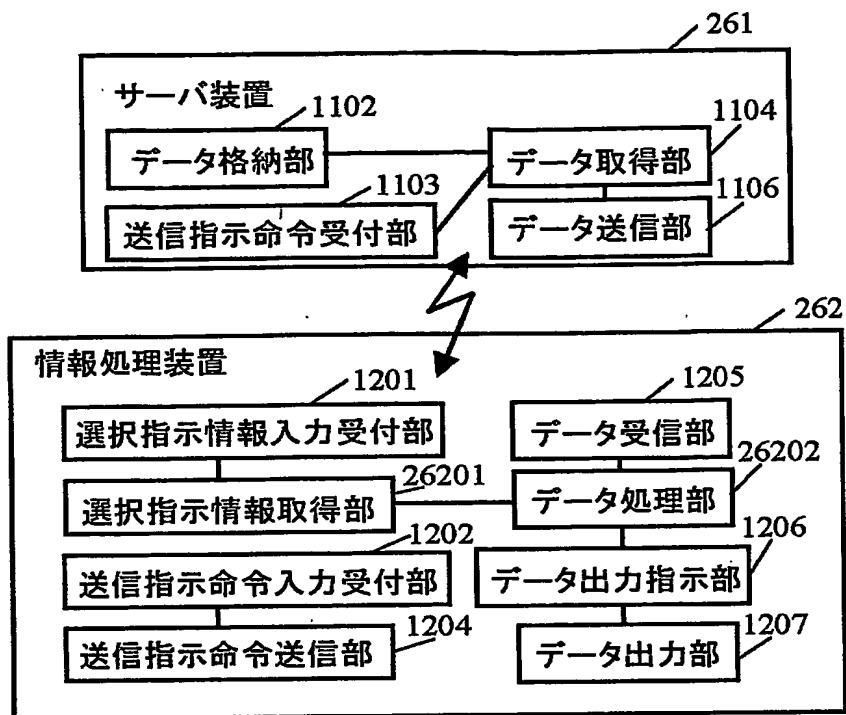 261
サーバ装置
1102
1104
データ格納部
データ取得部
1103
1106
送信指示命令受付部
データ送信部
262
情報処理装置
1201
1205
選択指示情報入力受付部
データ受信部
26201
26202
選択指示情報取得部
データ処理部
1202
1206
送信指示命令入力受付部
データ出力指示部
1204
1207
送信指示命令送信部
データ出力部